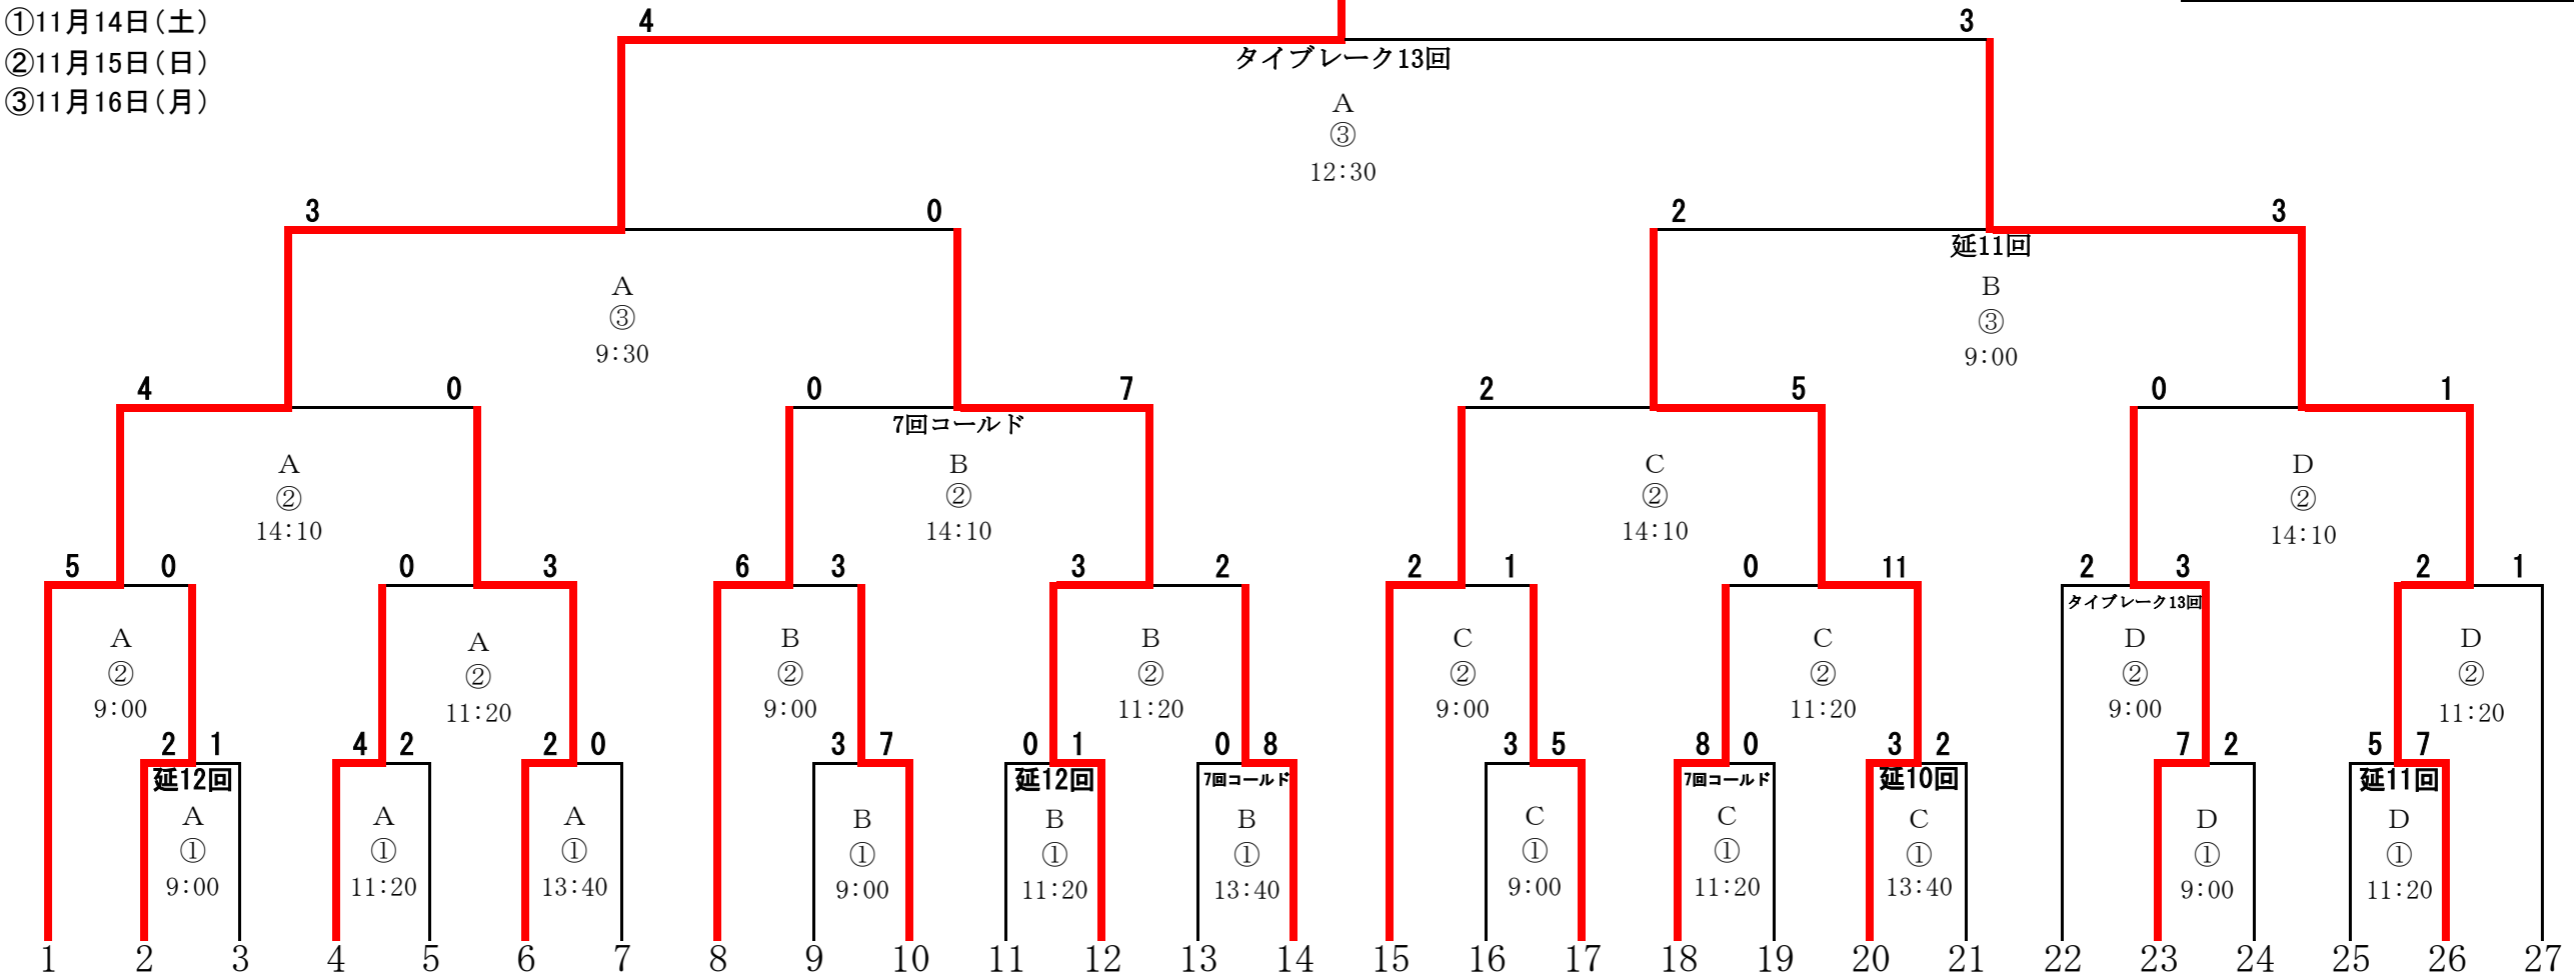 ①11月14日(土)
②11月15日(日)
③11月16日(月)
4 3
タイブレーク13回
A
③
12:30
3 0 2 3
延11回
A B
③ ③
9:30 9:00
4 0 0 7 2 5 0 1
7回コールド
A B C D
② ② ② ②
14:10 14:10 14:10 14:10
5 0 0 3 6 3 3 2 2 1 0 11 2 3 2 1
タイブレーク13回
A A B B C C D D
② ② ② ② ② ② ② ②
9:00 11:20 9:00 11:20 9:00 11:20 9:00 11:20
2 1 4 2 2 0 3 7 0 1 0 8 3 5 8 0 3 2 7 2 5 7
延12回 延12回 7回コールド 7回コールド 延10回 延11回
A A A B B B C C C D D
① ① ① ① ① ① ① ① ① ① ①
9:00 11:20 13:40 9:00 11:20 13:40 9:00 11:20 13:40 9:00 11:20
1 2 3 4 5 6 7 8 9 10 11 12 13 14 15 16 17 18 19 20 21 22 23 24 25 26 27